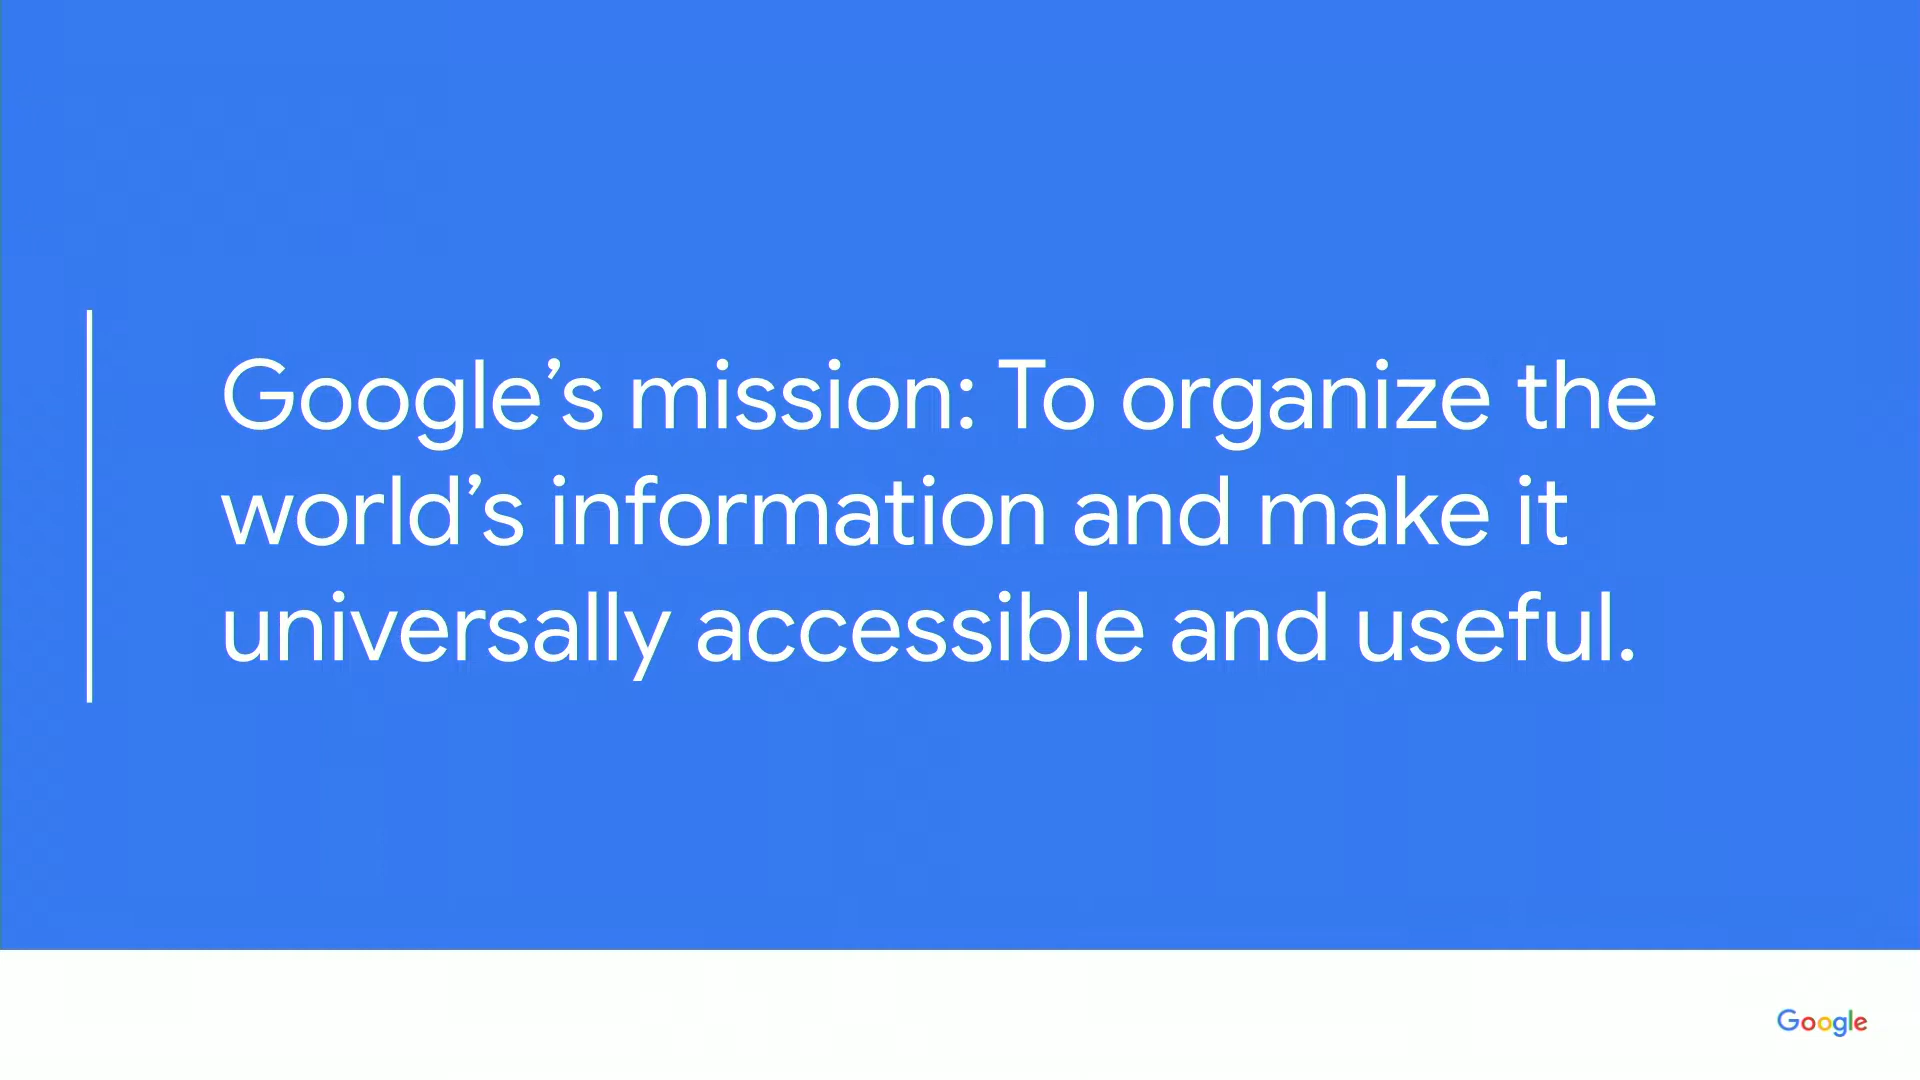 Google’s mission: To organize the
world’s information and make it
universally accessible and useful.
Google